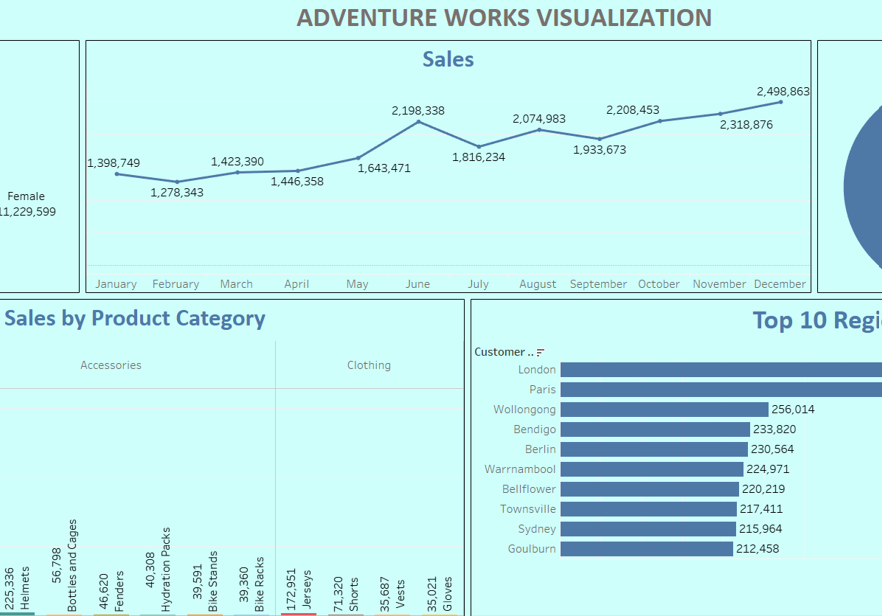 ADVENTURE WORKS VISUALIZATION
Female
11,229,599
Sales
1,398,749
1,278,343
1,423,390
1,446,358
1,643,471
2,198,338
1,816,234
2,074,983
1,933,673
2,208,453
2,318,876
2,498,863
January February March April May June July August September October November December
Sales by Product Category
Accessories
Clothing
225,336
Helmets
56,798
Bottles and Cages
46,620
Fenders
40,308
Hydration Packs
39,591
Bike Stands
39,360
Bike Racks
172,951
Jerseys
71,320
Shorts
35,687
Vests
35,021
Gloves
Top 10 Regi
Customer ..
London
Paris
Wollongong 256,014
Bendigo 233,820
Berlin 230,564
Warrnambool 224,971
Bellflower 220,219
Townsville 217,411
Sydney 215,964
Goulburn 212,458